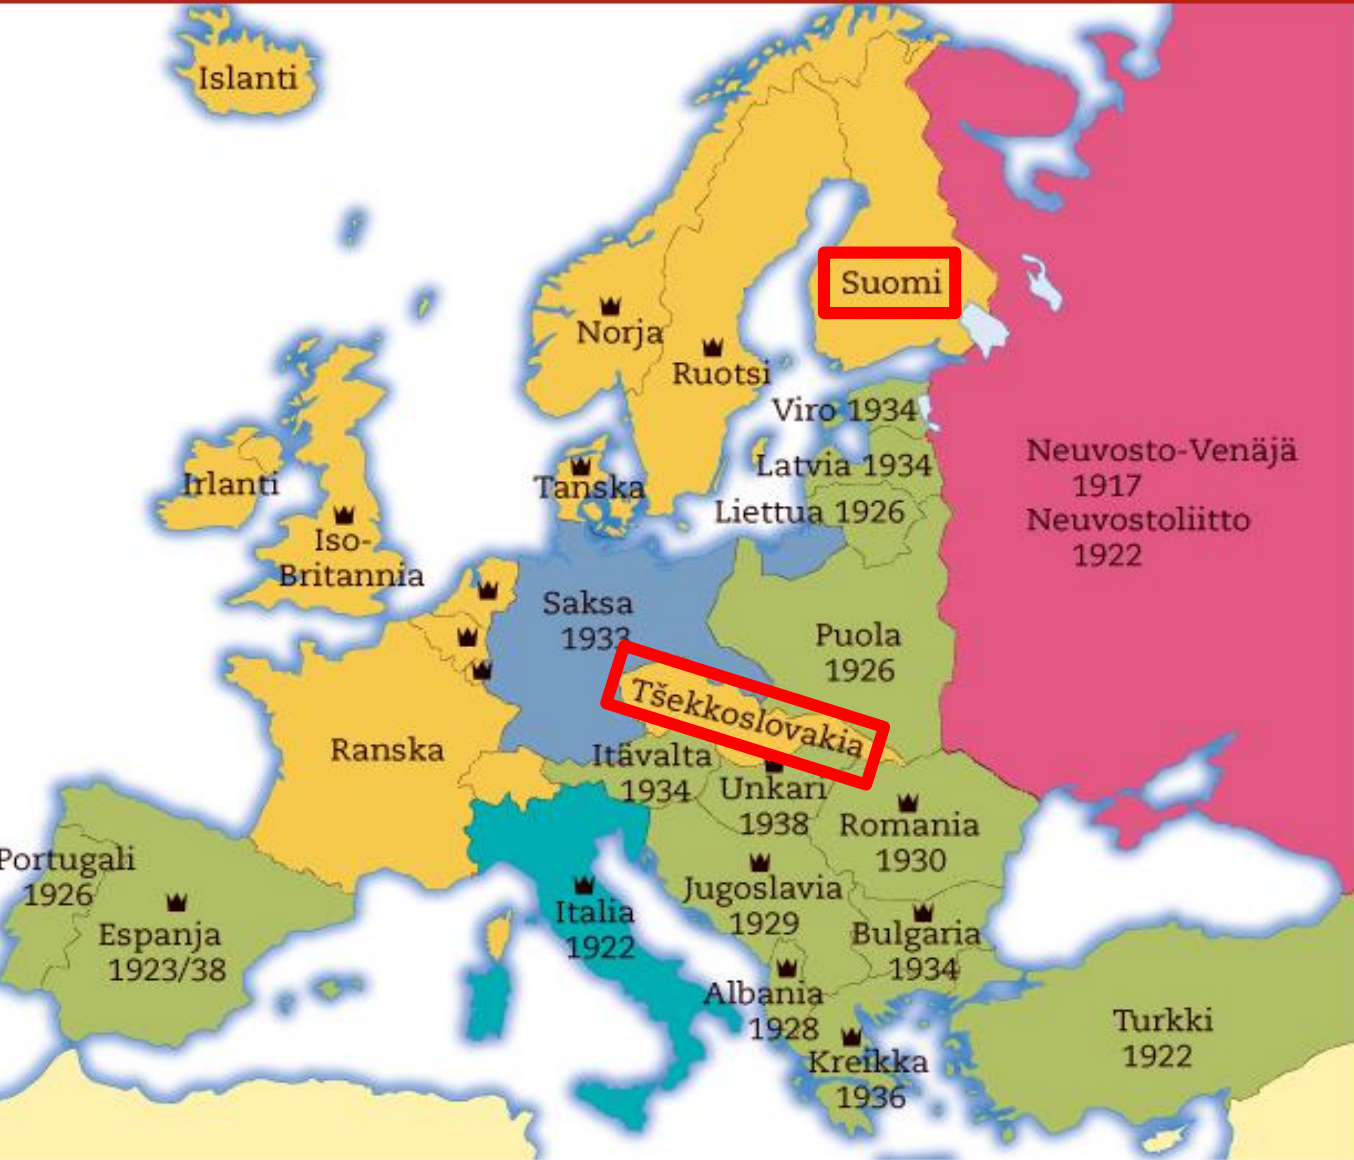 Islanti
Suomi
Norja
Ruotsi
Viro 1934
Latvia 1934
Liettua 1926
Neuvosto-Venäjä
1917
Neuvostoliitto
1922
Irlanti
Tanska
Iso-
Britannia
Saksa
1933
Puola
1926
Tšekkoslovakia
Ranska
Itävalta
1934
Unkari
1938
Romania
1930
Portugali
1926
Espanja
1923/38
Italia
1922
Jugoslavia
1929
Bulgaria
1934
Albania
1928
Kreikka
1936
Turkki
1922